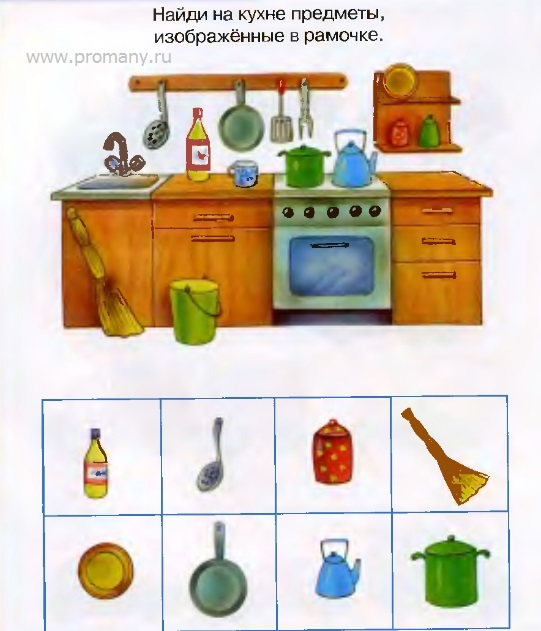 Найди на кухне предметы,
изображённые в рамочке.
www.promany.ru